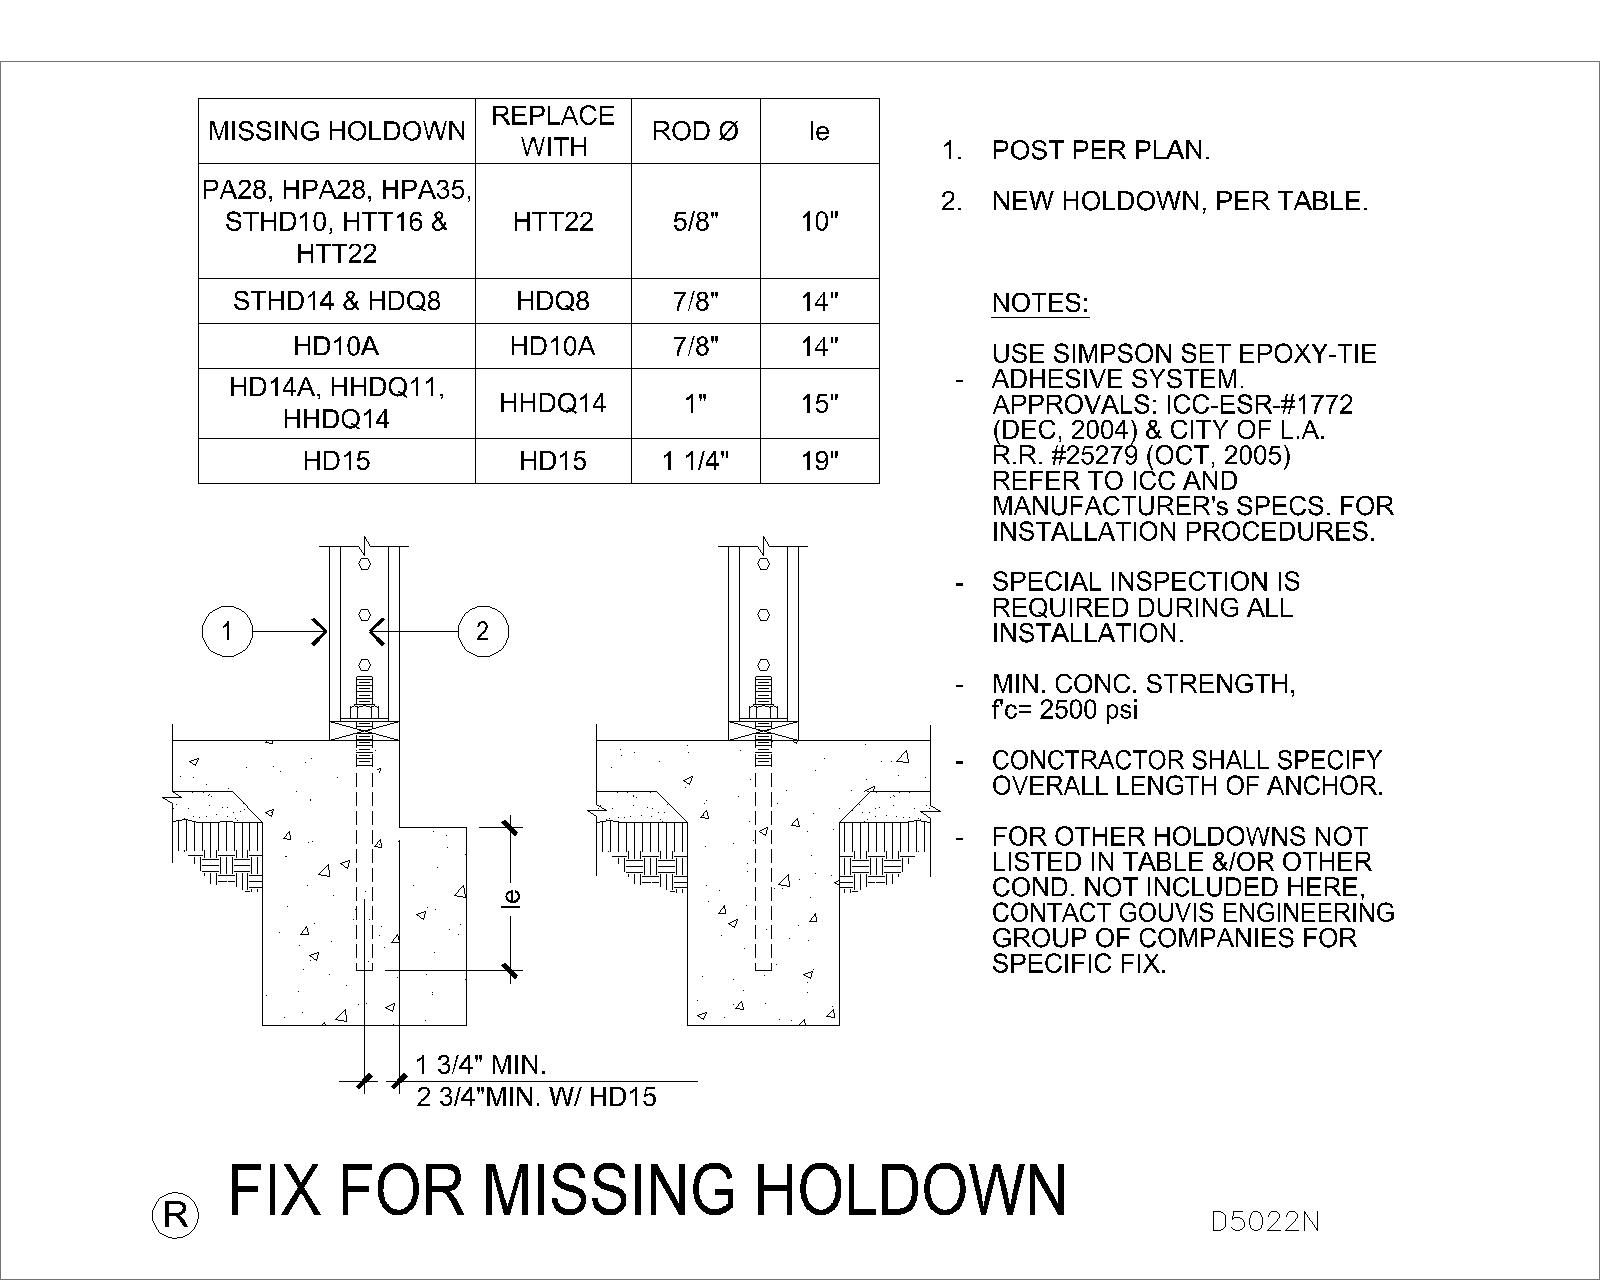 MISSING HOLDOWN REPLACE WITH ROD Ø le
PA28, HPA28, HPA35,
STHD10, HTT16 & HTT22 5/8" 10"
HTT22
STHD14 & HDQ8 HDQ8 7/8" 14"
HD10A HD10A 7/8" 14"
HD14A, HHDQ11,
HHDQ14 HHDQ14 1" 15"
HD15 HD15 1 1/4" 19"
1. POST PER PLAN.
2. NEW HOLDOWN, PER TABLE.
NOTES:
USE SIMPSON SET EPOXY-TIE
- ADHESIVE SYSTEM.
APPROVALS: ICC-ESR-#1772
(DEC, 2004) & CITY OF L.A.
R.R. #25279 (OCT, 2005)
REFER TO ICC AND
MANUFACTURER's SPECS. FOR
INSTALLATION PROCEDURES.
- SPECIAL INSPECTION IS
REQUIRED DURING ALL
INSTALLATION.
- MIN. CONC. STRENGTH,
f'c= 2500 psi
- CONCTRACTOR SHALL SPECIFY
OVERALL LENGTH OF ANCHOR.
- FOR OTHER HOLDOWNS NOT
LISTED IN TABLE &/OR OTHER
COND. NOT INCLUDED HERE,
CONTACT GOUVIS ENGINEERING
GROUP OF COMPANIES FOR
SPECIFIC FIX.
1
2
le
1 3/4" MIN.
2 3/4"MIN. W/ HD15
R FIX FOR MISSING HOLDOWN
D5022N